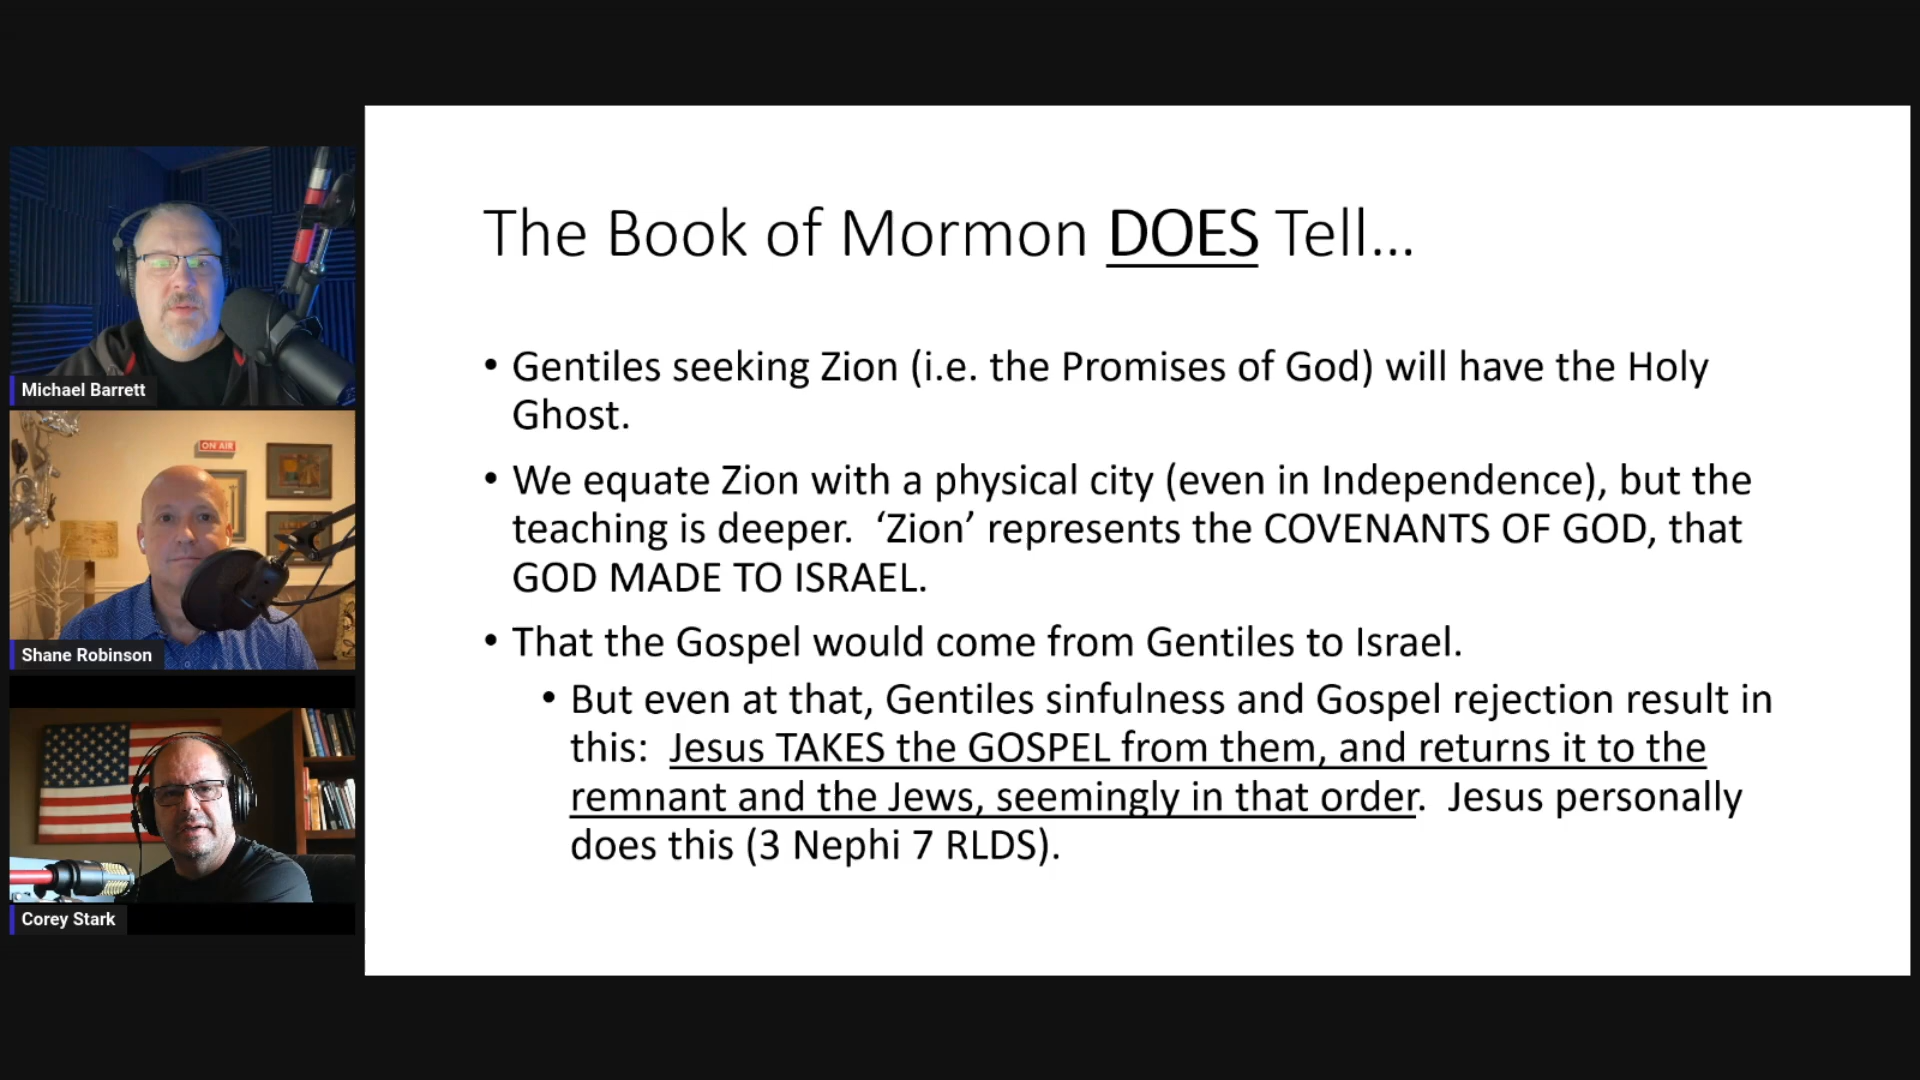 Michael Barrett
ON AIR
Shane Robinson
Corey Stark
The Book of Mormon DOES Tell...
• Gentiles seeking Zion (i.e. the Promises of God) will have the Holy
Ghost.
• We equate Zion with a physical city (even in Independence), but the
teaching is deeper.  ‘Zion’ represents the COVENANTS OF GOD, that
GOD MADE TO ISRAEL.
• That the Gospel would come from Gentiles to Israel.
• But even at that, Gentiles sinfulness and Gospel rejection result in
this:  Jesus TAKES the GOSPEL from them, and returns it to the
remnant and the Jews, seemingly in that order.  Jesus personally
does this (3 Nephi 7 RLDS).